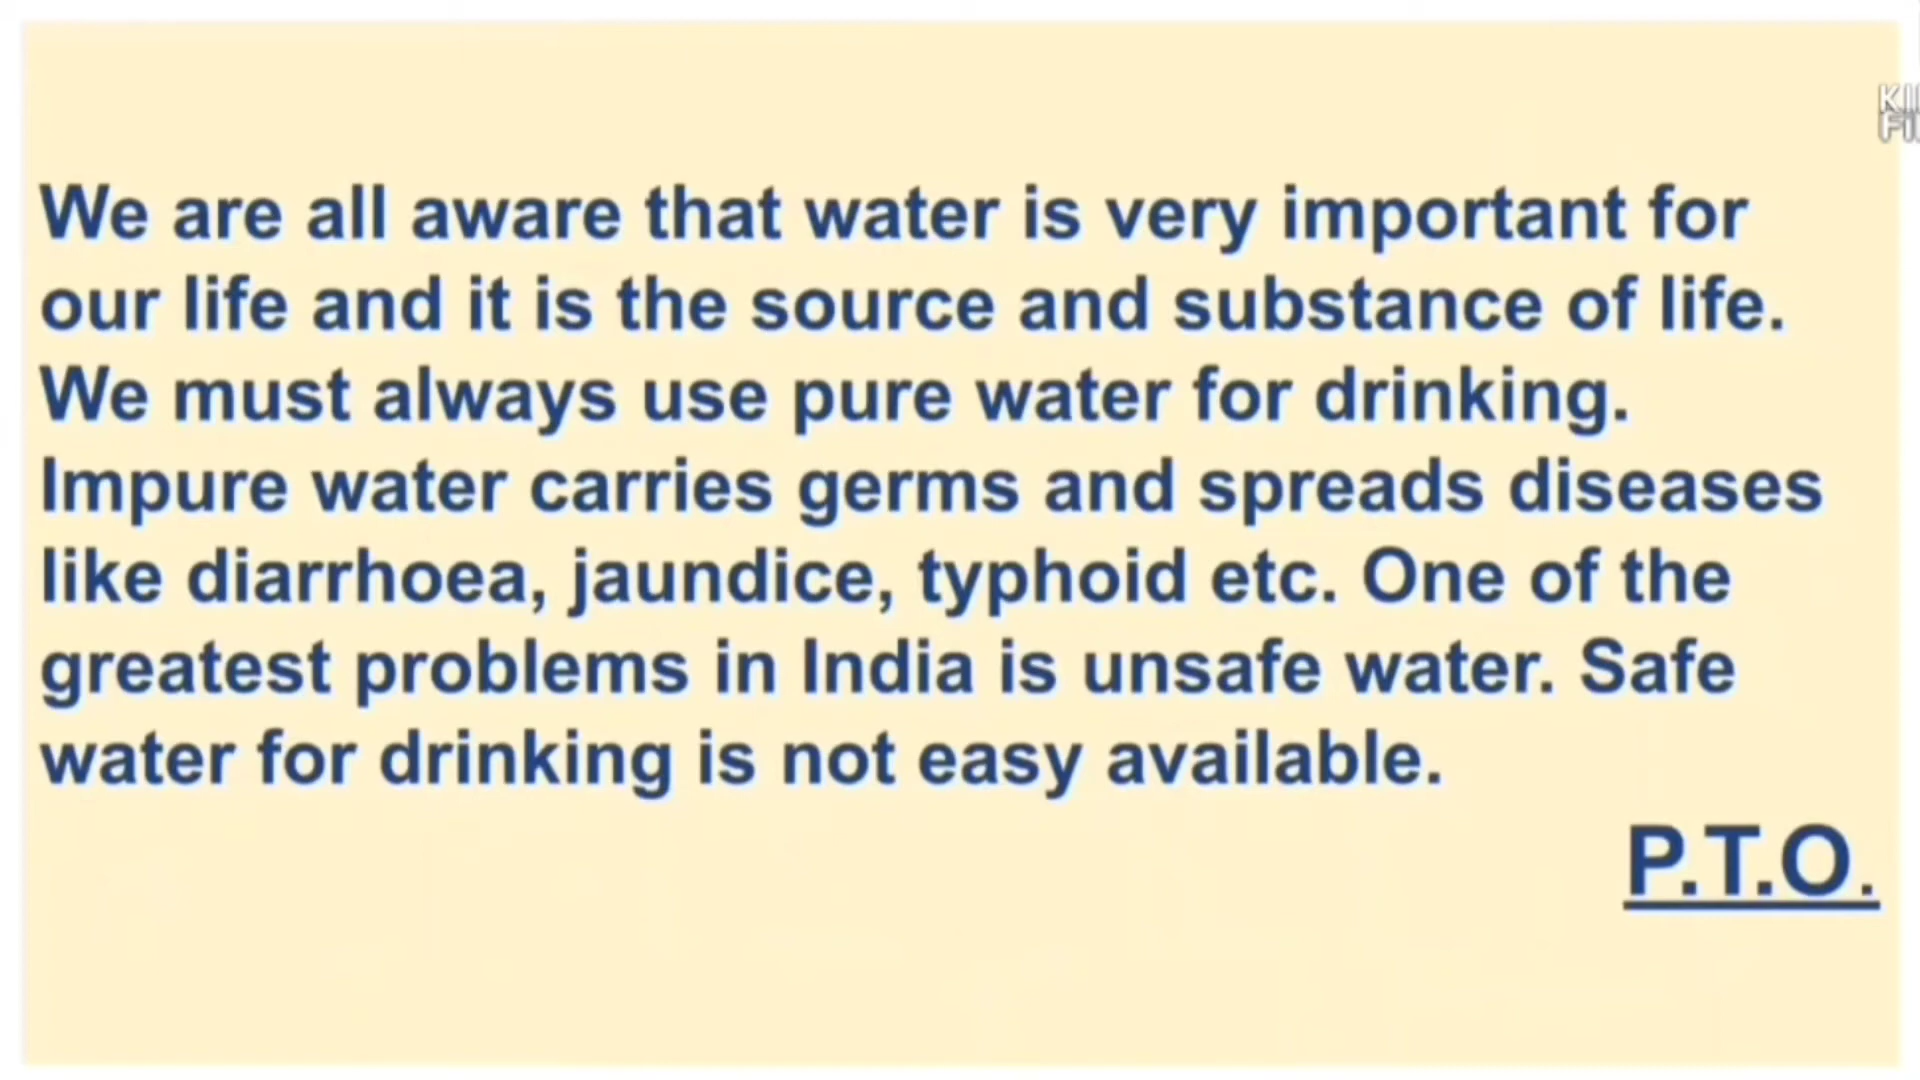 We are all aware that water is very important for
our life and it is the source and substance of life.
We must always use pure water for drinking.
Impure water carries germs and spreads diseases
like diarrhoea, jaundice, typhoid etc. One of the
greatest problems in India is unsafe water. Safe
water for drinking is not easy available.
P.T.O.